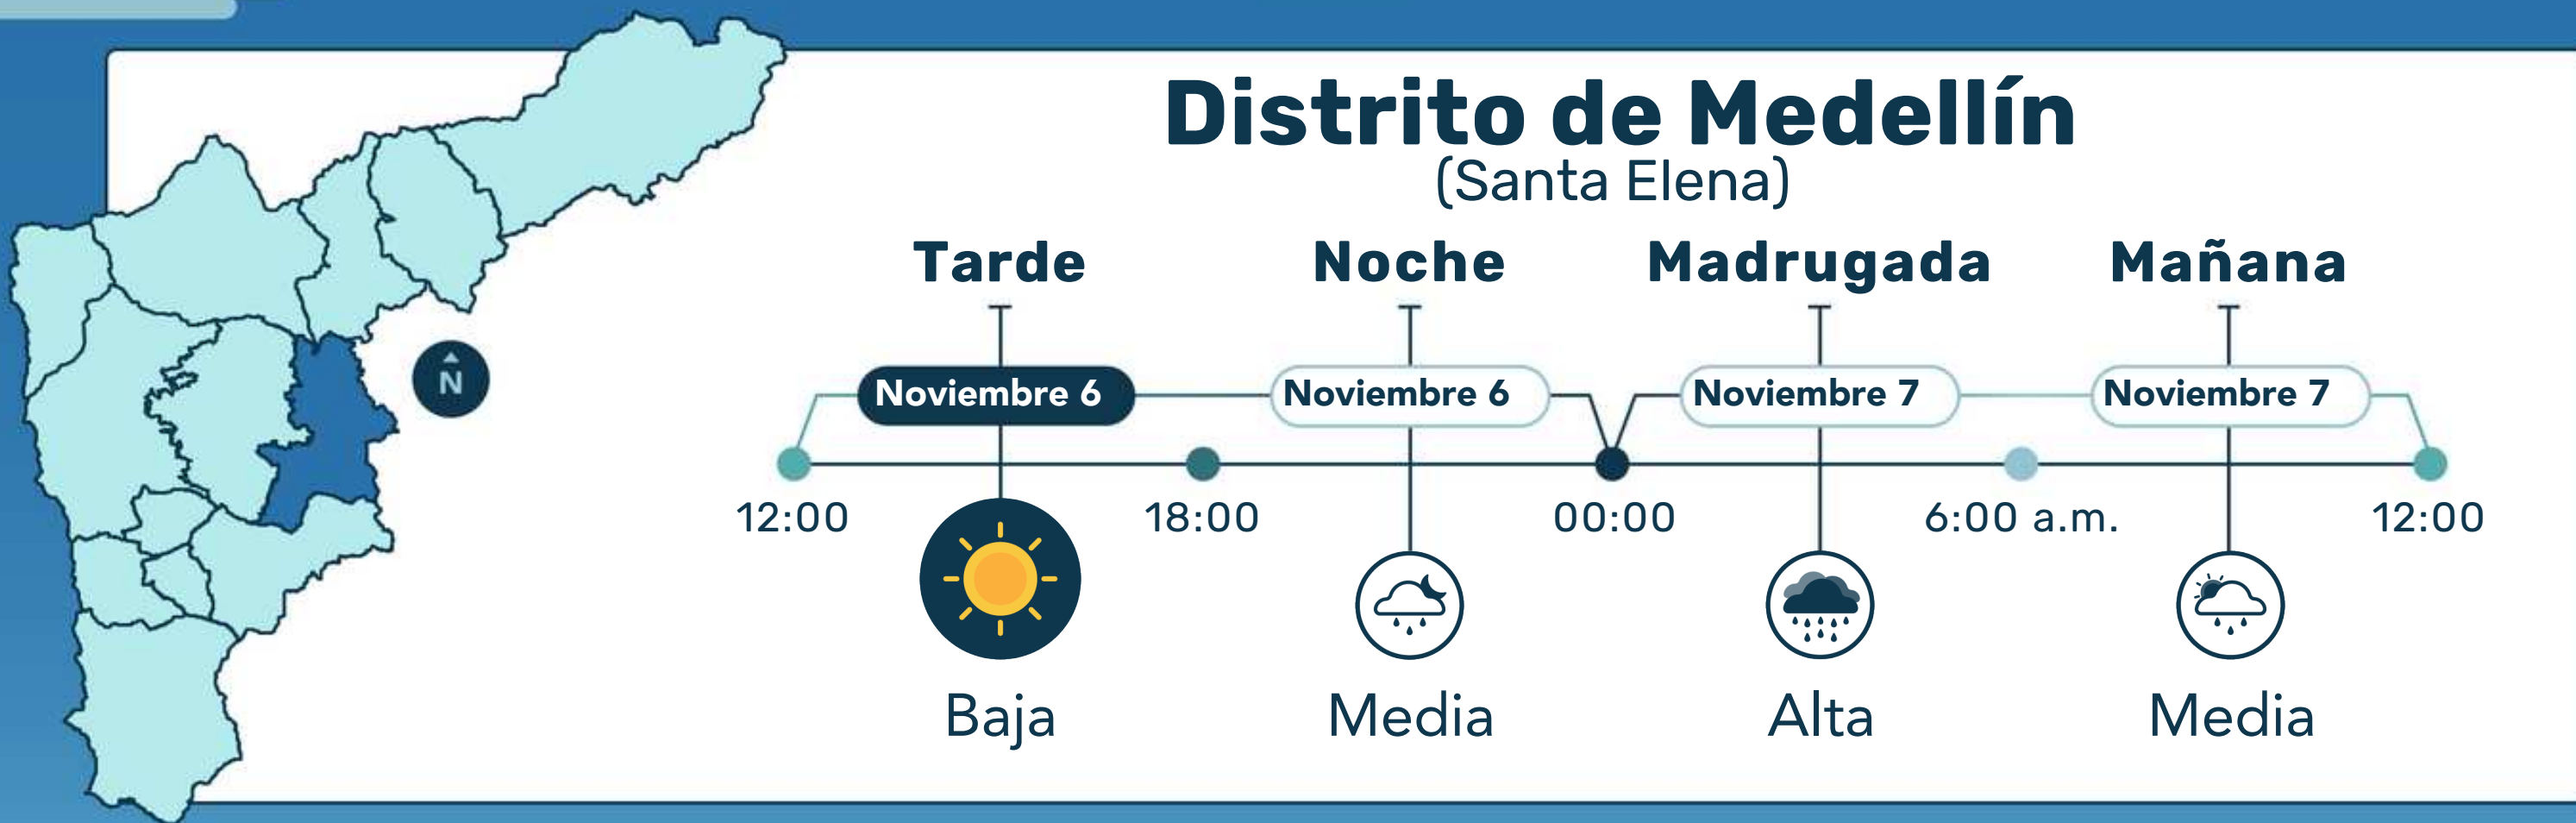 Distrito de Medellín
(Santa Elena)
Tarde Noche Madrugada Mañana
N
Noviembre 6 Noviembre 6 Noviembre 7 Noviembre 7
12:00 18:00 00:00 6:00 a.m. 12:00
Baja Media Alta Media